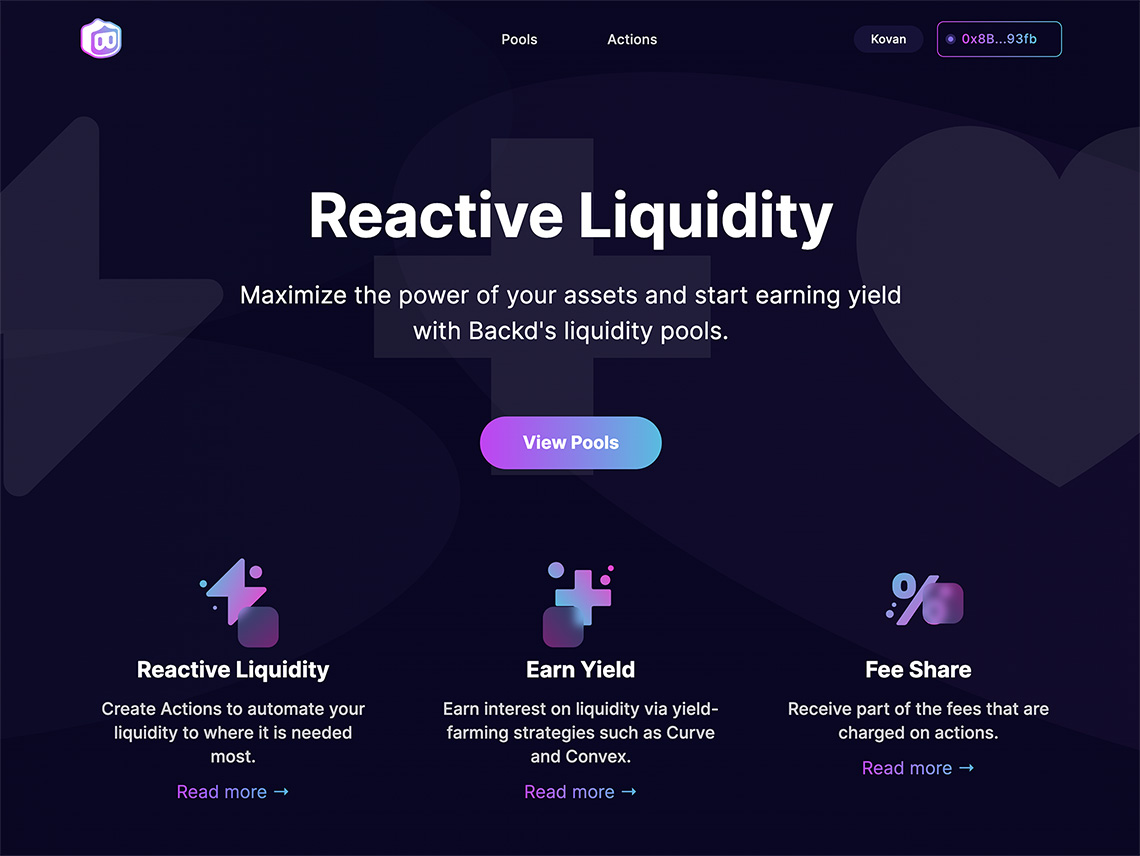 Pools
Actions
Kovan
0x8B...93fb
Reactive Liquidity
Maximize the power of your assets and start earning yield
with Backd's liquidity pools.
View Pools
Reactive Liquidity
Create Actions to automate your
liquidity to where it is needed
most.
Read more →
Earn Yield
Earn interest on liquidity via yield-
farming strategies such as Curve
and Convex.
Read more →
Fee Share
Receive part of the fees that are
charged on actions.
Read more →